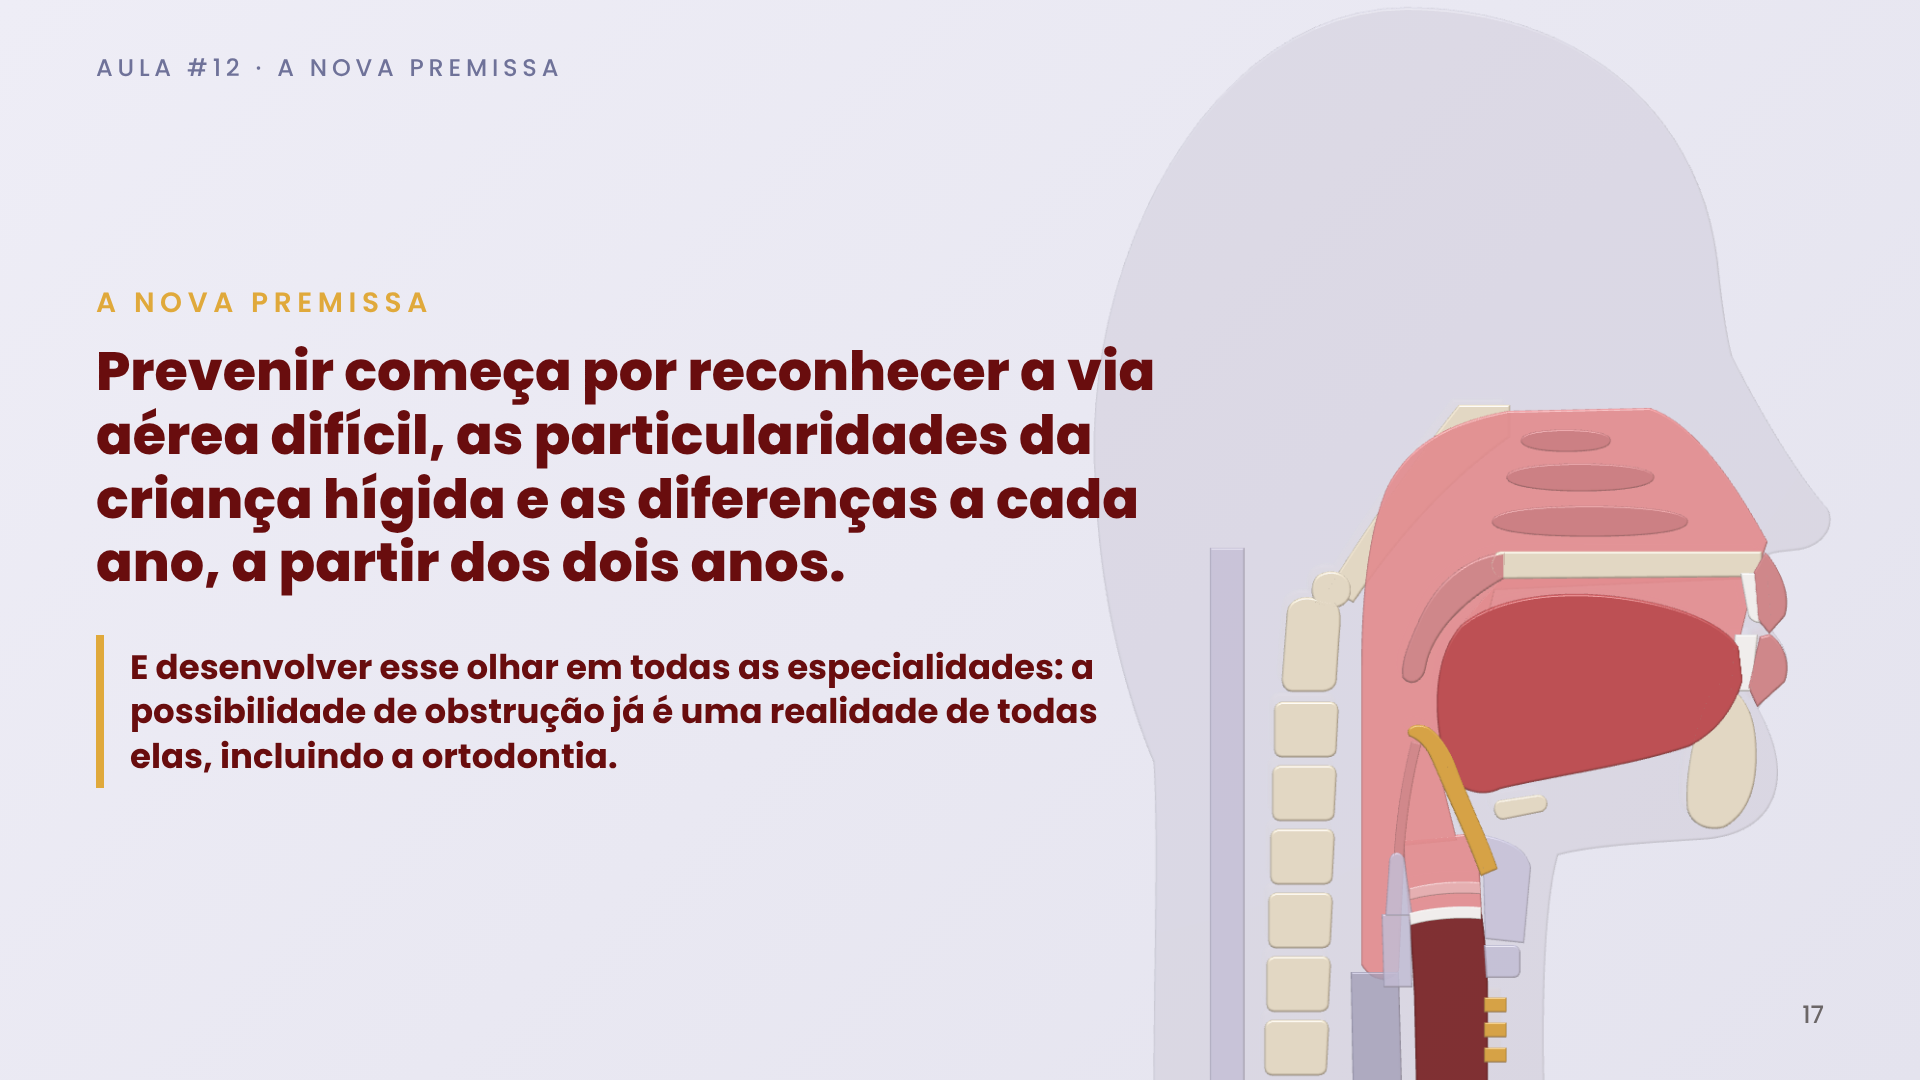 AULA #12 · A NOVA PREMISSA
A NOVA PREMISSA
Prevenir começa por reconhecer a via
aérea difícil, as particularidades da
criança hígida e as diferenças a cada
ano, a partir dos dois anos.
E desenvolver esse olhar em todas as especialidades: a
possibilidade de obstrução já é uma realidade de todas
elas, incluindo a ortodontia.
17